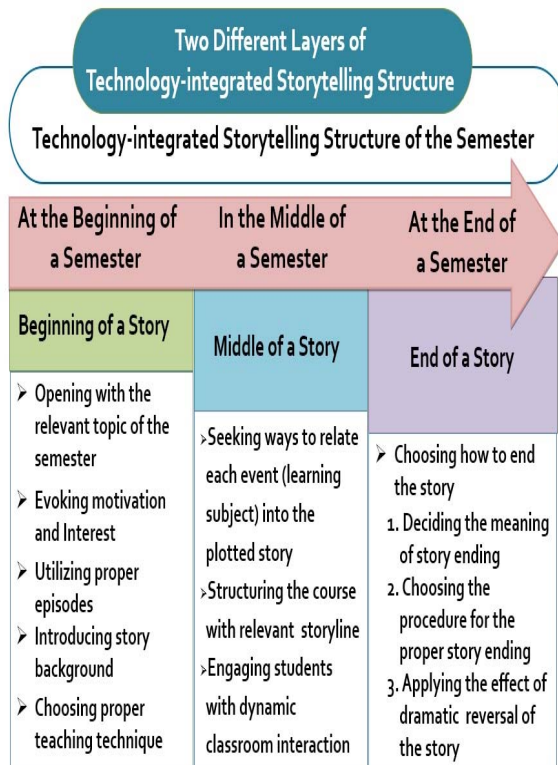 Two Different Layers of
Technology-integrated Storytelling Structure
Technology-integrated Storytelling Structure of the Semester
At the Beginning of
a Semester
In the Middle of
a Semester
At the End of
a Semester
Beginning of a Story
➤ Opening with the
relevant topic of the
semester
➤ Evoking motivation
and Interest
➤ Utilizing proper
episodes
➤ Introducing story
background
➤ Choosing proper
teaching technique
Middle of a Story
➤Seeking ways to relate
each event (learning
subject) into the
plotted story
➤Structuring the course
with relevant storyline
➤Engaging students
with dynamic
classroom interaction
End of a Story
➤ Choosing how to end
the story
1. Deciding the meaning
of story ending
2. Choosing the
procedure for the
proper story ending
3. Applying the effect of
dramatic reversal of
the story